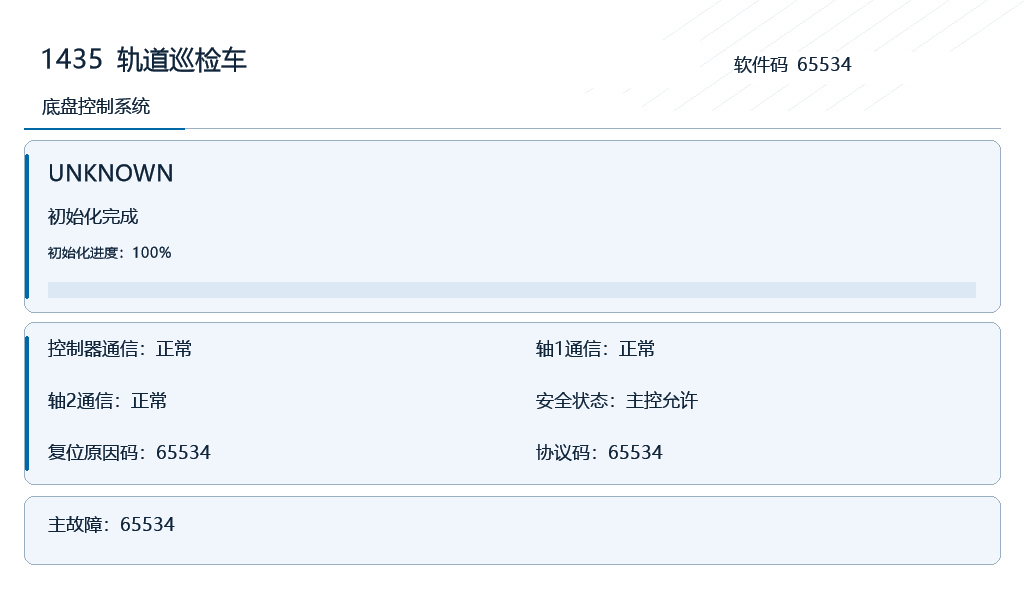 1435 轨道巡检车
软件码 65534
底盘控制系统
UNKNOWN
初始化完成
初始化进度：100%
控制器通信：正常
轴1通信：正常
轴2通信：正常
安全状态：主控允许
复位原因码：65534
协议码：65534
主故障：65534